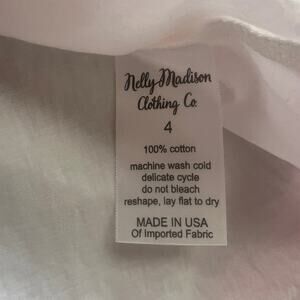 Nelly Madison
Clothing Co.
4
100% cotton
machine wash cold
delicate cycle
do not bleach
reshape, lay flat to dry
MADE IN USA
Of Imported Fabric